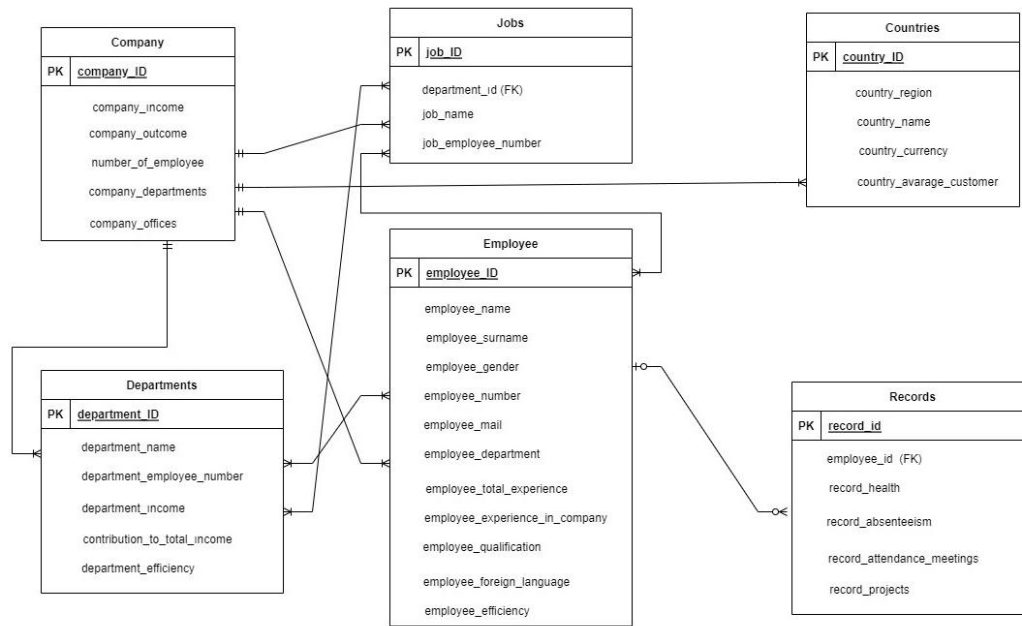 Company
PK company_ID
company_income
company_outcome
number_of_employee
company_departments
company_offices
Jobs
PK job_ID
department_id (FK)
job_name
job_employee_number
Countries
PK country_ID
country_region
country_name
country_currency
country_avarage_customer
Employee
PK employee_ID
employee_name
employee_surname
employee_gender
employee_number
employee_mail
employee_department
employee_total_experience
employee_experience_in_company
employee_qualification
employee_foreign_language
employee_efficiency
Departments
PK department_ID
department_name
department_employee_number
department_income
contribution_to_total_income
department_efficiency
Records
PK record_id
employee_id (FK)
record_health
record_absenteeism
record_attendance_meetings
record_projects